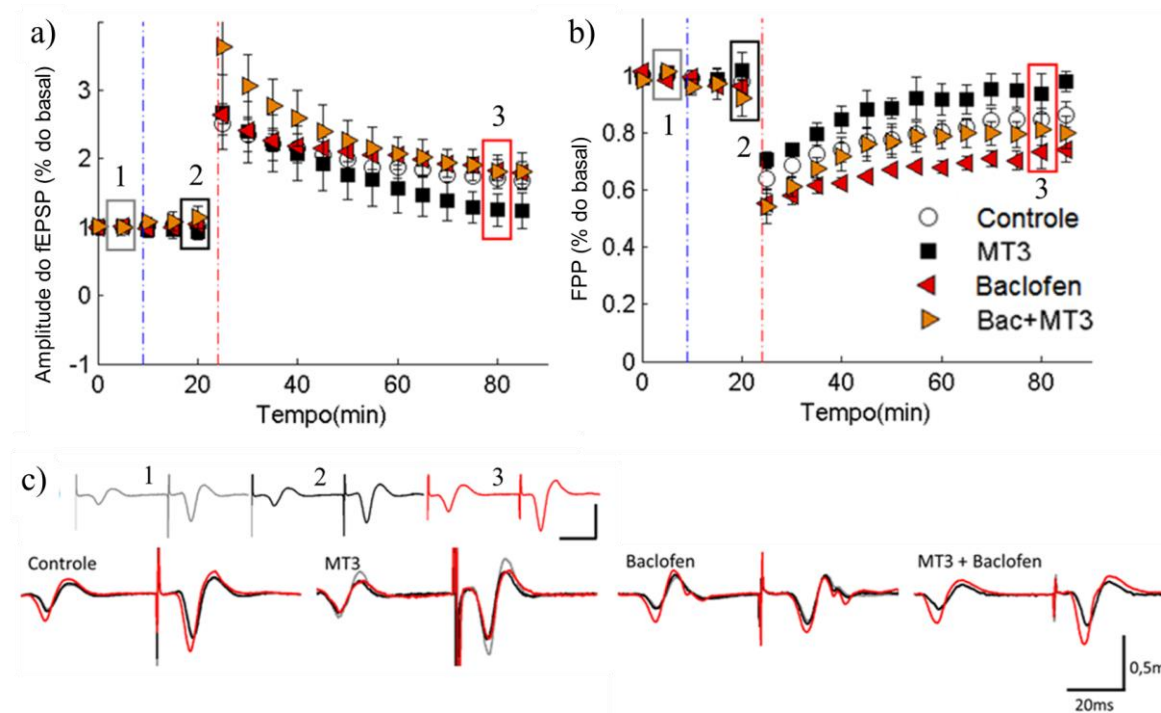 a)
Amplitude do fEPSP (% do basal)
3
2
1
0
-1
1
2
3
0 20 40 60 80
Tempo(min)
b)
FPP (% do basal)
1
0.8
0.6
0.4
0.2
0
1
2
3
Controle
MT3
Baclofen
Bac+MT3
0 20 40 60 80
Tempo(min)
c)
1 2 3
Controle MT3 Baclofen MT3 + Baclofen
20ms